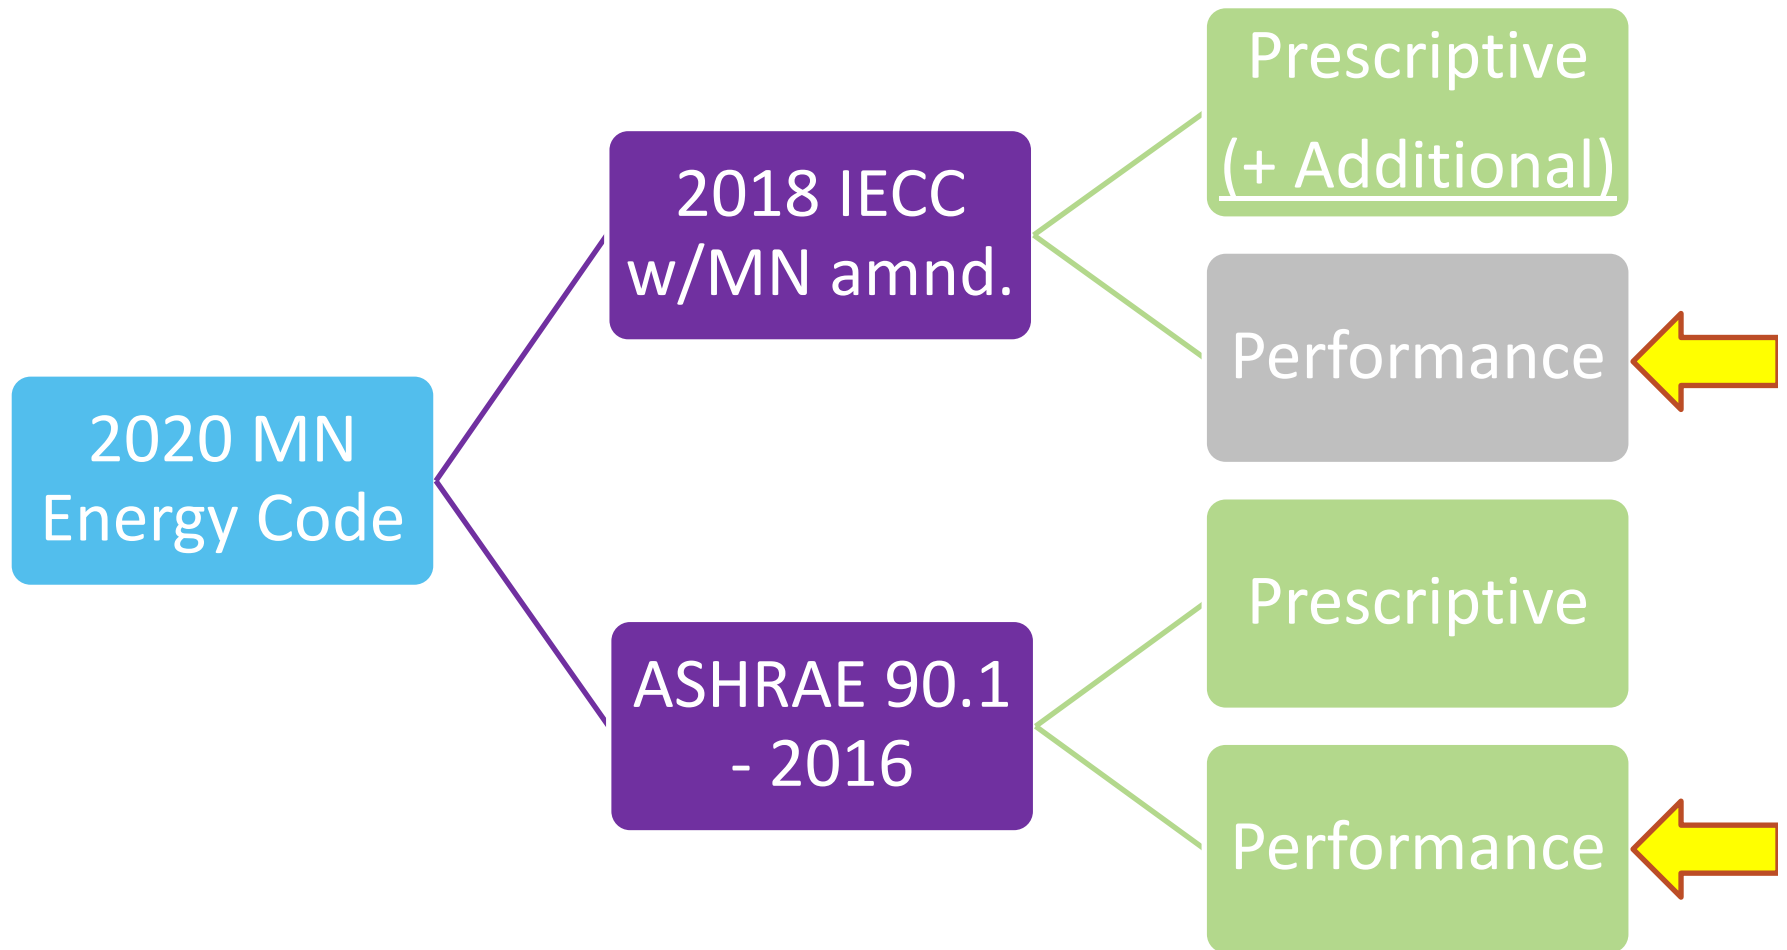 2020 MN
Energy Code
2018 IECC
w/MN amnd.
Prescriptive
(+ Additional)
Performance
ASHRAE 90.1
- 2016
Prescriptive
Performance